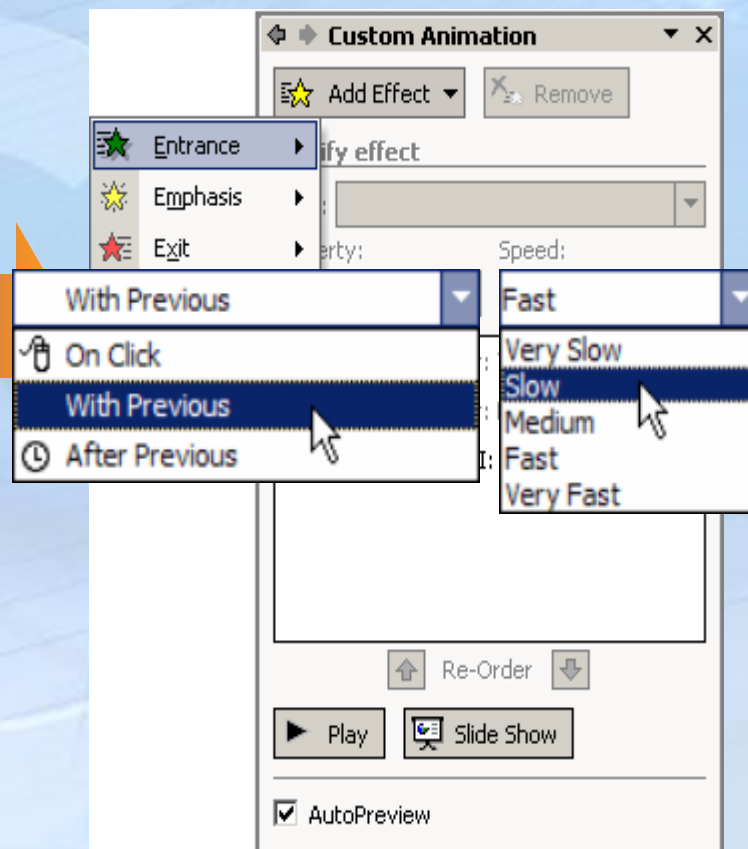 Custom Animation
Add Effect Remove
Entrance
ify effect
Emphasis
Exit
erty: Speed:
With Previous
Fast
On Click
Very Slow
With Previous
Slow
After Previous
Medium
I: Fast
Very Fast
Re-Order
Play Slide Show
AutoPreview